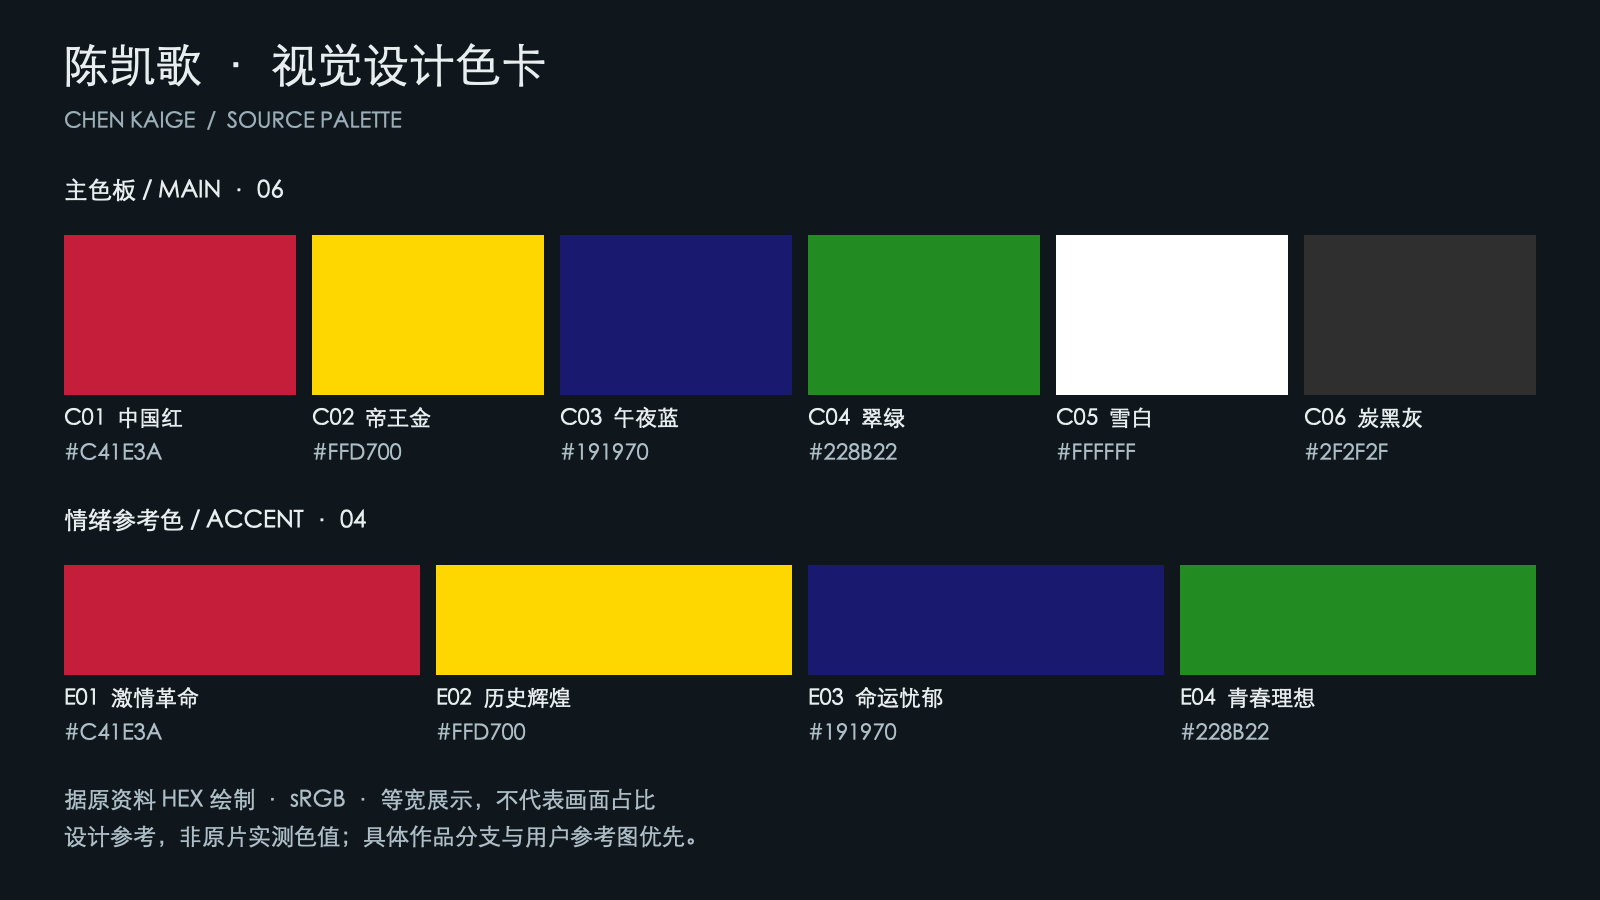 陈凯歌 · 视觉设计色卡
CHEN KAIGE / SOURCE PALETTE
主色板 / MAIN · 06
C01 中国红
#C41E3A
C02 帝王金
#FFD700
C03 午夜蓝
#191970
C04 翠绿
#228B22
C05 雪白
#FFFFFF
C06 炭黑灰
#2F2F2F
情绪参考色 / ACCENT · 04
E01 激情革命
#C41E3A
E02 历史辉煌
#FFD700
E03 命运忧郁
#191970
E04 青春理想
#228B22
据原资料 HEX 绘制 · sRGB · 等宽展示，不代表画面占比
设计参考，非原片实测色值；具体作品分支与用户参考图优先。